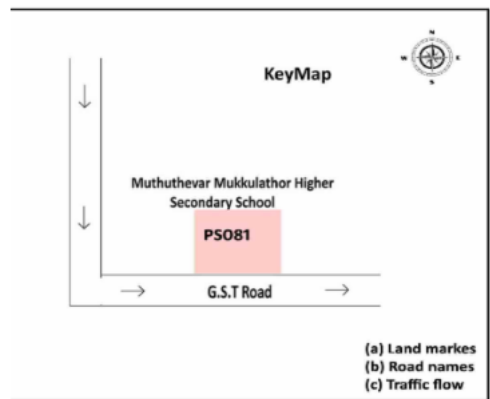 N
KeyMap
W E
S
Muthuthevar Mukkulathor Higher
Secondary School
PS081
G.S.T Road
(a) Land markes
(b) Road names
(c) Traffic flow